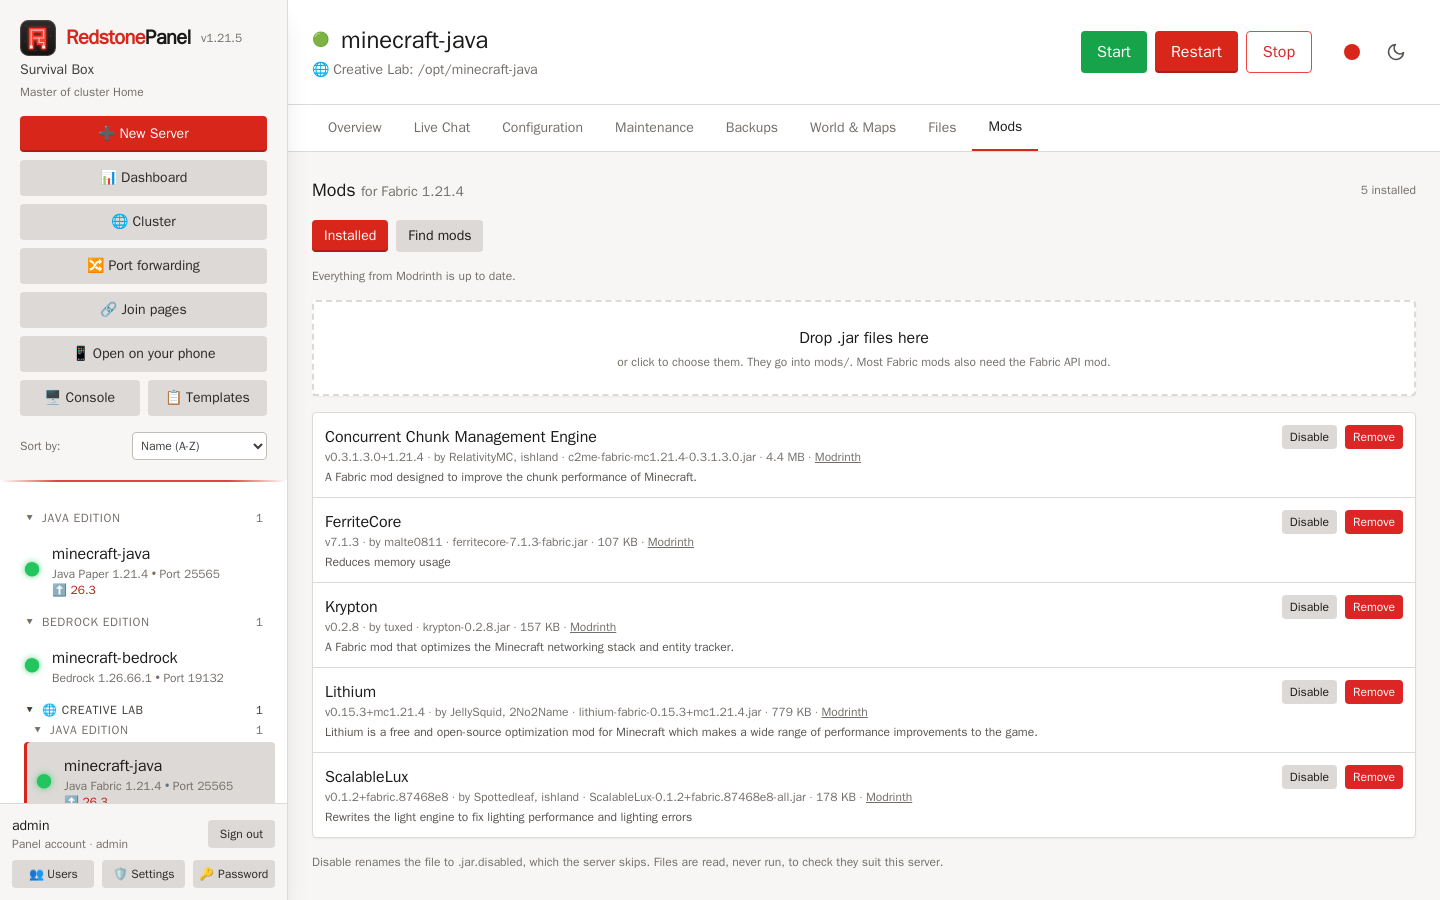 RedstonePanel v1.21.5
Survival Box
Master of cluster Home
New Server
Dashboard
Cluster
Port forwarding
Join pages
Open on your phone
Console
Templates
Sort by:
Name (A-Z)
JAVA EDITION 1
minecraft-java
Java Paper 1.21.4 • Port 25565
26.3
BEDROCK EDITION 1
minecraft-bedrock
Bedrock 1.26.66.1 • Port 19132
CREATIVE LAB 1
JAVA EDITION 1
minecraft-java
Java Fabric 1.21.4 • Port 25565
26.3
admin
Panel account · admin
Sign out
Users
Settings
Password
minecraft-java
Creative Lab: /opt/minecraft-java
Start
Restart
Stop
Overview
Live Chat
Configuration
Maintenance
Backups
World & Maps
Files
Mods
Mods for Fabric 1.21.4
5 installed
Installed
Find mods
Everything from Modrinth is up to date.
Drop .jar files here
or click to choose them. They go into mods/. Most Fabric mods also need the Fabric API mod.
Concurrent Chunk Management Engine
v0.3.1.3.0+1.21.4 · by RelativityMC, ishland · c2me-fabric-mc1.21.4-0.3.1.3.0.jar · 4.4 MB · Modrinth
A Fabric mod designed to improve the chunk performance of Minecraft.
Disable
Remove
FerriteCore
v7.1.3 · by malte0811 · ferritecore-7.1.3-fabric.jar · 107 KB · Modrinth
Reduces memory usage
Disable
Remove
Krypton
v0.2.8 · by tuxed · krypton-0.2.8.jar · 157 KB · Modrinth
A Fabric mod that optimizes the Minecraft networking stack and entity tracker.
Disable
Remove
Lithium
v0.15.3+mc1.21.4 · by JellySquid, 2No2Name · lithium-fabric-0.15.3+mc1.21.4.jar · 779 KB · Modrinth
Lithium is a free and open-source optimization mod for Minecraft which makes a wide range of performance improvements to the game.
Disable
Remove
ScalableLux
v0.1.2+fabric.87468e8 · by Spottedleaf, ishland · ScalableLux-0.1.2+fabric.87468e8-all.jar · 178 KB · Modrinth
Rewrites the light engine to fix lighting performance and lighting errors
Disable
Remove
Disable renames the file to .jar.disabled, which the server skips. Files are read, never run, to check they suit this server.